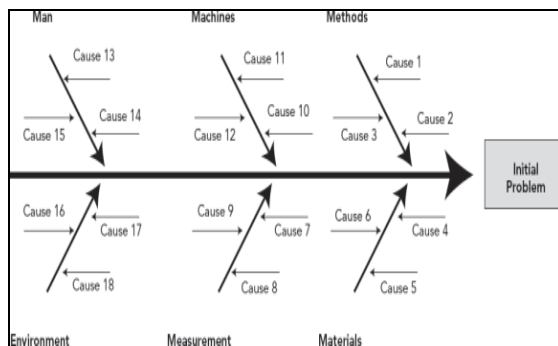 Man
Machines
Methods
Cause 13
Cause 11
Cause 1
Cause 15
Cause 14
Cause 12
Cause 10
Cause 3
Cause 2
Initial
Problem
Cause 16
Cause 17
Cause 9
Cause 7
Cause 6
Cause 4
Cause 18
Cause 8
Cause 5
Environment
Measurement
Materials